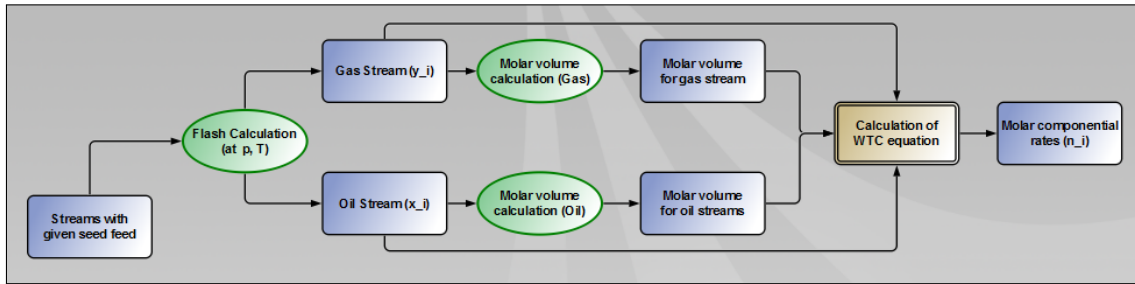 Gas Stream (y_i)
Molar volume
calculation (Gas)
Molar volume
for gas stream
Flash Calculation
(at p, T)
Calculation of
WTC equation
Molar componential
rates (n_i)
Streams with
given seed feed
Oil Stream (x_i)
Molar volume
calculation (Oil)
Molar volume
for oil streams